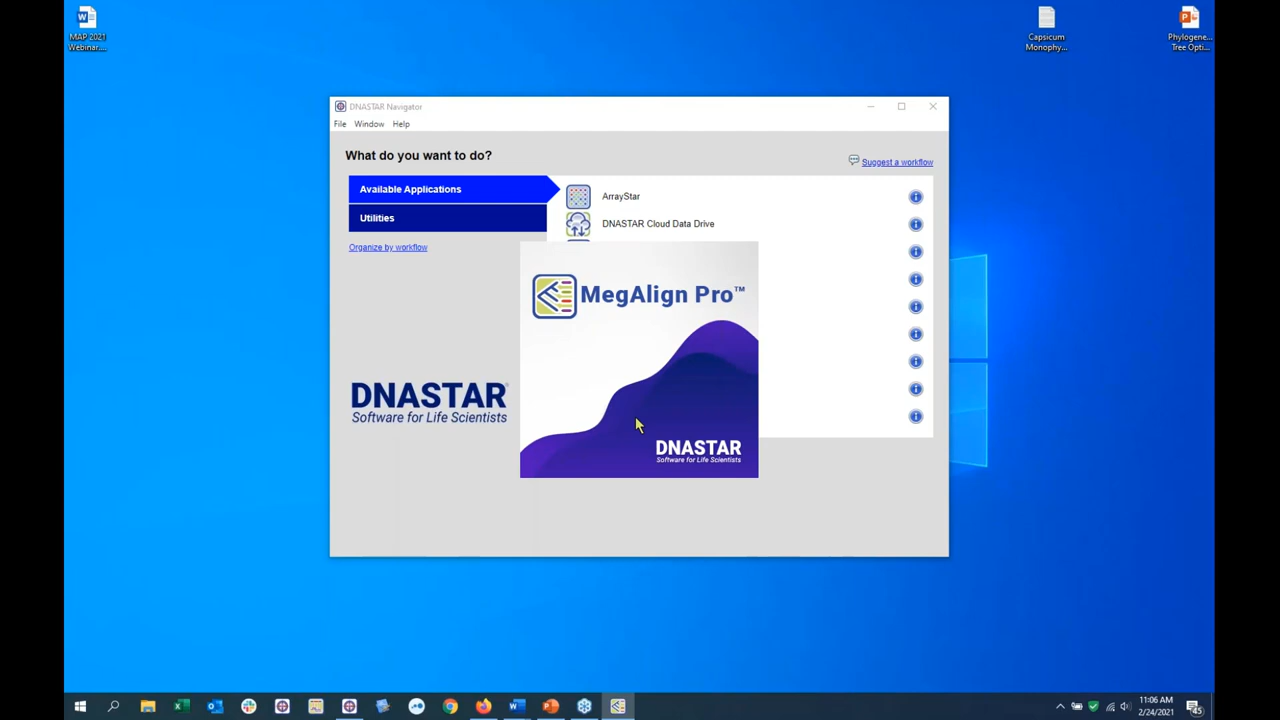 MAP 2021
Webinar....
Capsicum
Monophy...
Phylogene...
Tree Opti...
DNASTAR Navigator
File Window Help
What do you want to do?
Suggest a workflow
Available Applications
Utilities
Organize by workflow
ArrayStar
DNASTAR Cloud Data Drive
MegAlign Pro™
DNASTAR®
Software for Life Scientists
DNASTAR
Software for Life Scientists
11:06 AM
2/24/2021
45